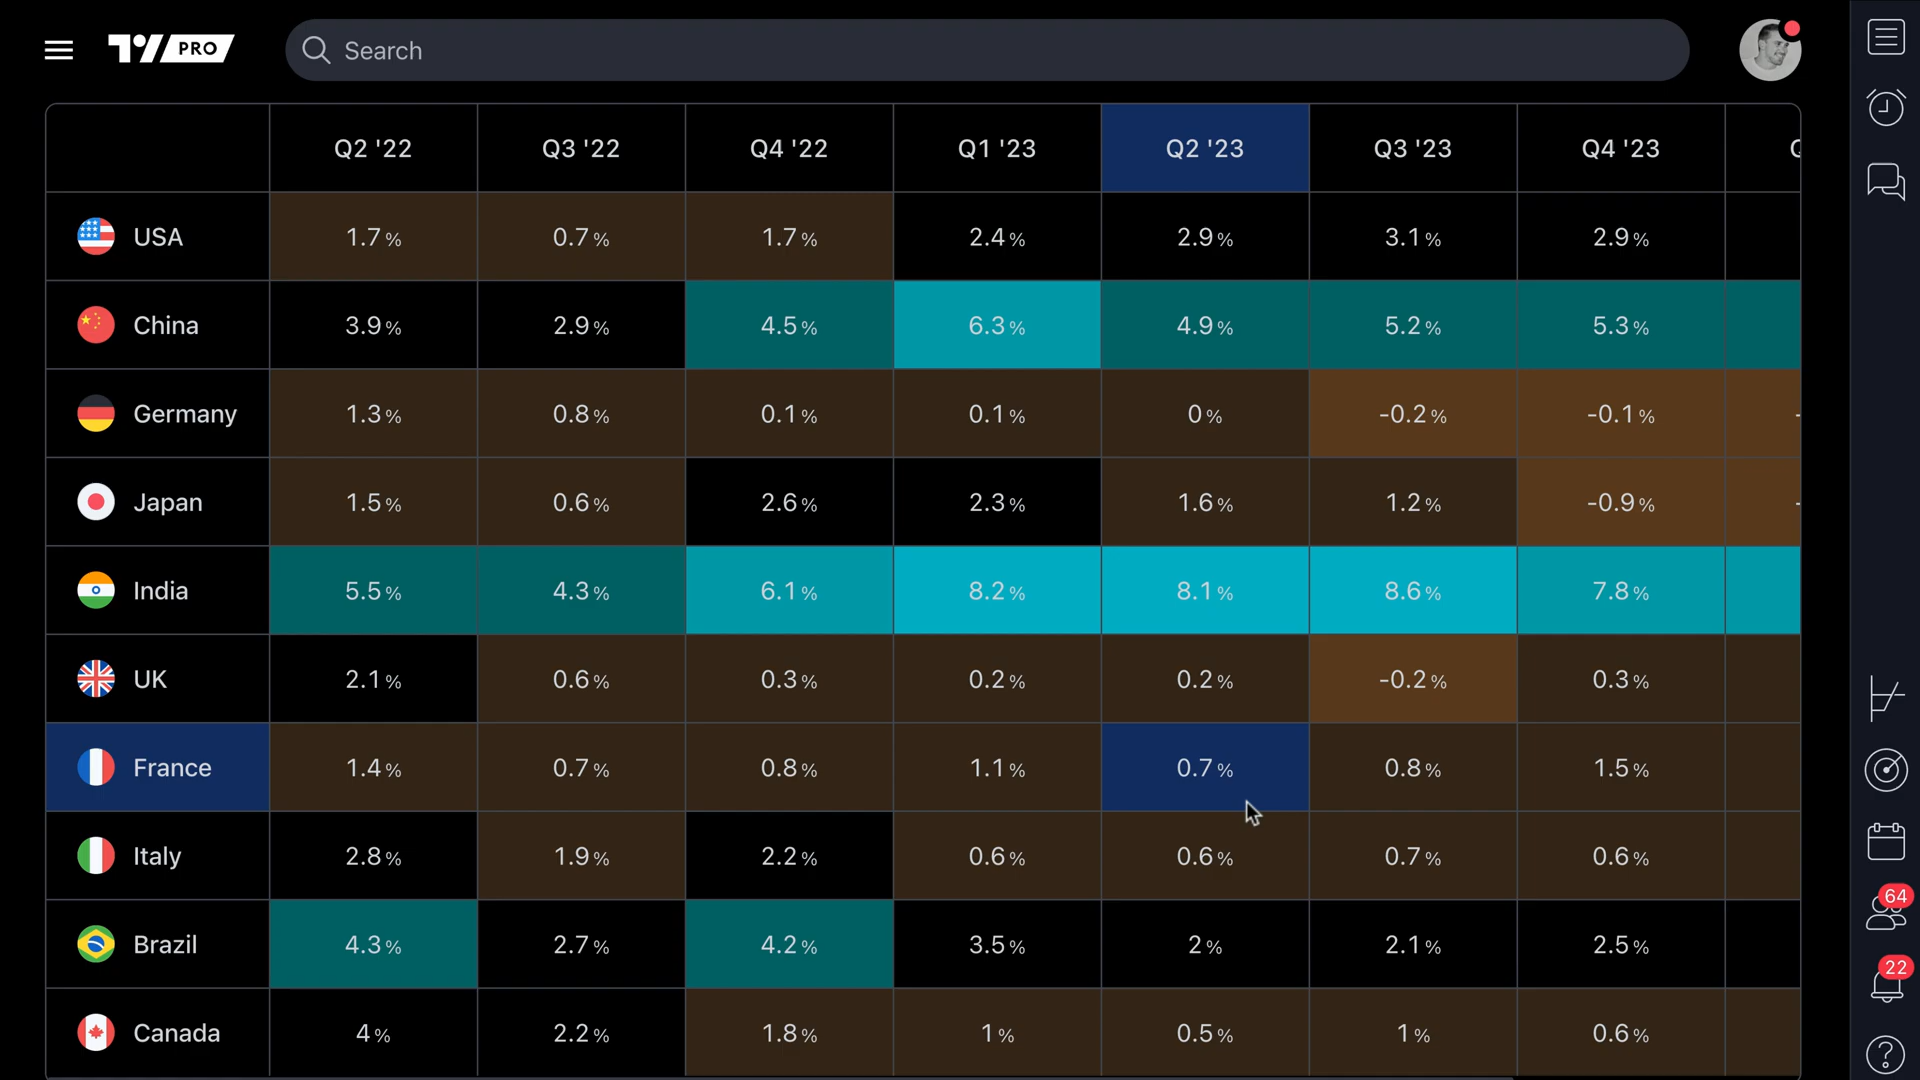 TV PRO Search
Q2 '22 Q3 '22 Q4 '22 Q1 '23 Q2 '23 Q3 '23 Q4 '23
USA 1.7% 0.7% 1.7% 2.4% 2.9% 3.1% 2.9%
China 3.9% 2.9% 4.5% 6.3% 4.9% 5.2% 5.3%
Germany 1.3% 0.8% 0.1% 0.1% 0% -0.2% -0.1% -
Japan 1.5% 0.6% 2.6% 2.3% 1.6% 1.2% -0.9% -
India 5.5% 4.3% 6.1% 8.2% 8.1% 8.6% 7.8%
UK 2.1% 0.6% 0.3% 0.2% 0.2% -0.2% 0.3%
France 1.4% 0.7% 0.8% 1.1% 0.7% 0.8% 1.5%
Italy 2.8% 1.9% 2.2% 0.6% 0.6% 0.7% 0.6%
64
Brazil 4.3% 2.7% 4.2% 3.5% 2% 2.1% 2.5%
22
Canada 4% 2.2% 1.8% 1% 0.5% 1% 0.6%